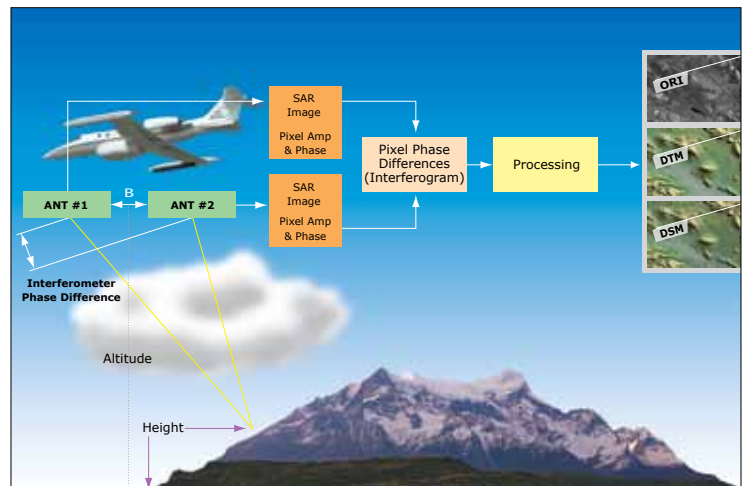 SAR
Image
Pixel Amp
& Phase
Pixel Phase
Differences
(Interferogram)
Processing
ORI
DTM
DSM
ANT #1
B
ANT #2
SAR
Image
Pixel Amp
& Phase
Interferometer
Phase Difference
Altitude
Height